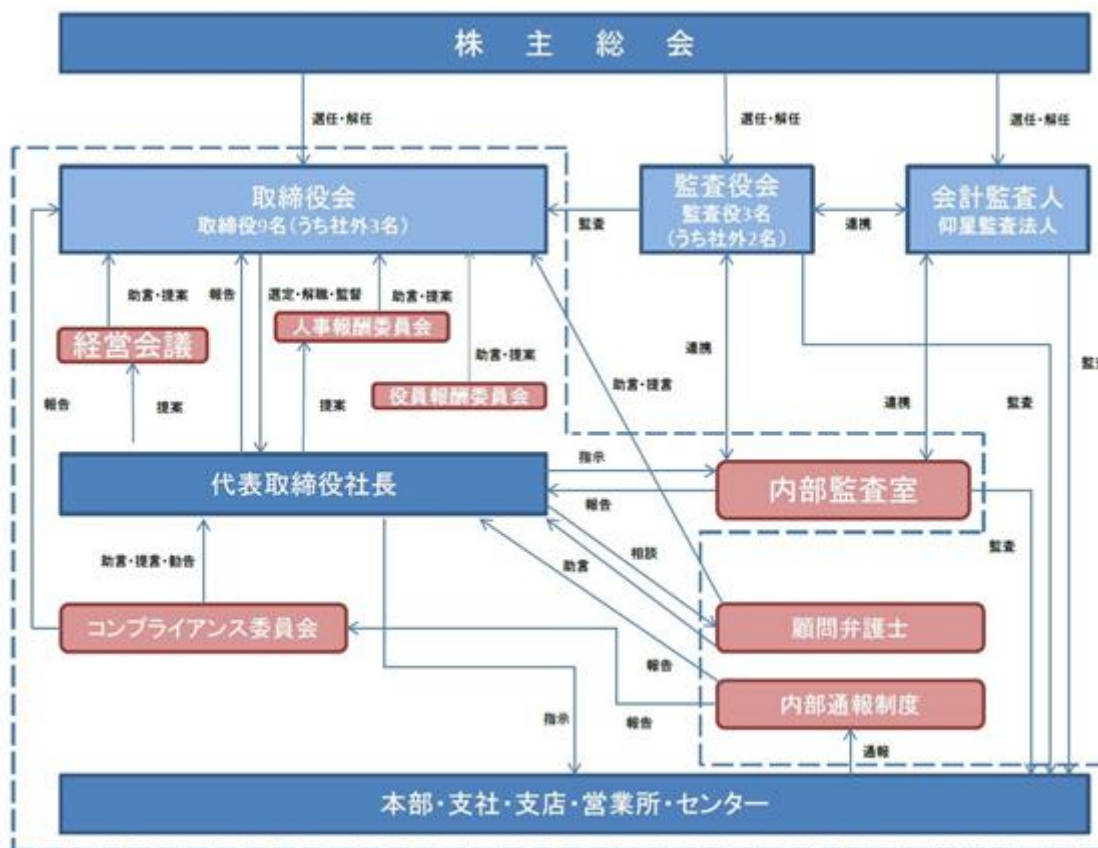 株主総会
選任・解任
選任・解任
選任・解任
取締役会
取締役9名(うち社外3名)
監査
監査役会
監査役3名
(うち社外2名)
連携
会計監査人
仰星監査法人
助言・提案
報告
選定・解職・監督
助言・提案
人事報酬委員会
経営会議
助言・提案
役員報酬委員会
連携
助言・提言
連携
監査
監査
報告
提案
提案
代表取締役社長
指示
報告
内部監査室
監査
相談
助言
助言・提言・勧告
コンプライアンス委員会
顧問弁護士
報告
内部通報制度
報告
指示
通報
本部・支社・支店・営業所・センター